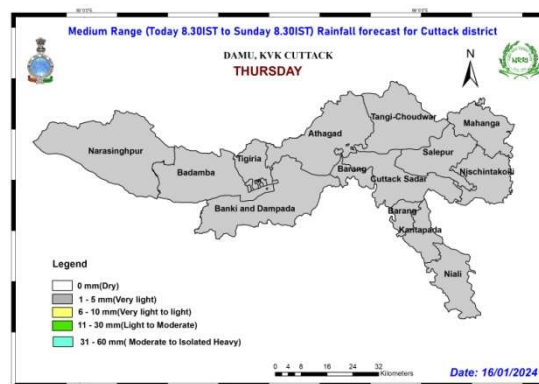 Medium Range (Today 8.30IST to Sunday 8.30IST) Rainfall forecast for Cuttack district
DAMU, KVK CUTTACK
THURSDAY
N
NRRI
Tangi-Choudwar
Mahanga
Athagad
Narasinghpur
Salepur
Tigiria
Badamba
Barang
Nischintakoili
Cuttack Sadar
Banki and Dampada
Barang
Kantapada
Niali
Legend
0 mm(Dry)
1 - 5 mm(Very light)
6 - 10 mm(Very light to light)
11 - 30 mm(Light to Moderate)
31 - 60 mm( Moderate to Isolated Heavy)
0 4 8 16 24 32
Kilometers
Date: 16/01/2024